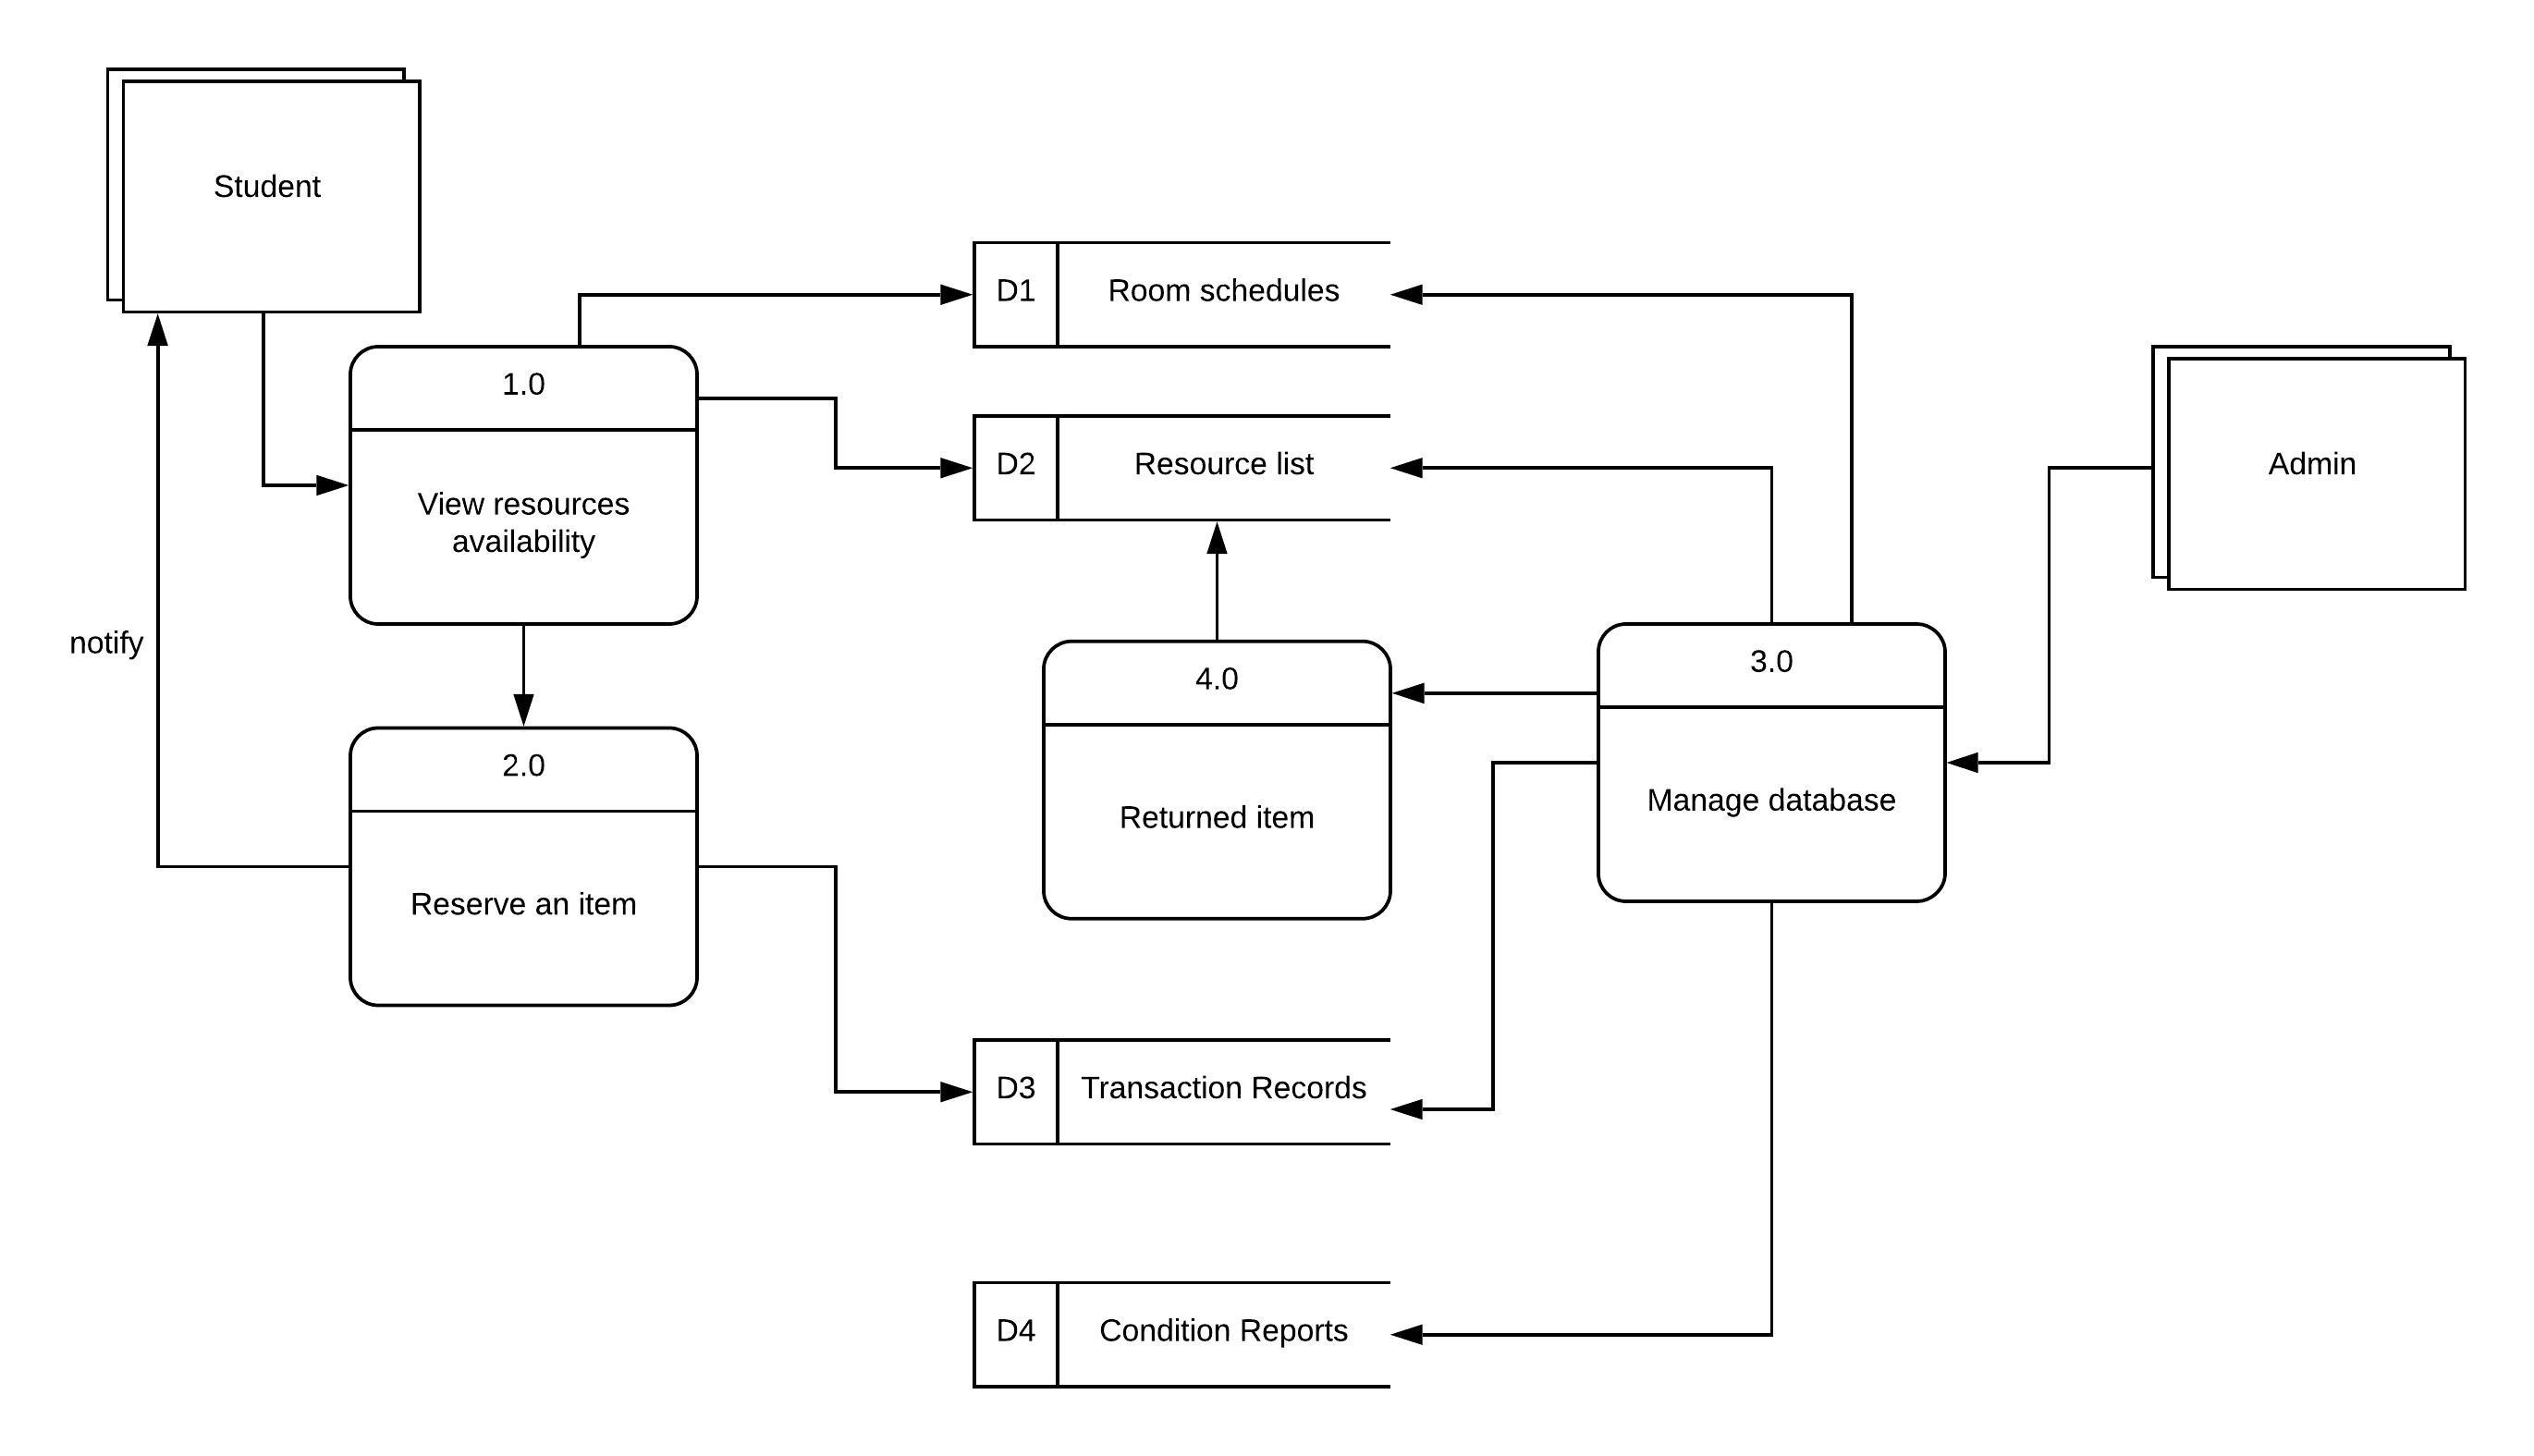 Student
D1
Room schedules
1.0
D2
Resource list
Admin
View resources
availability
notify
4.0
3.0
2.0
Returned item
Manage database
Reserve an item
D3
Transaction Records
D4
Condition Reports